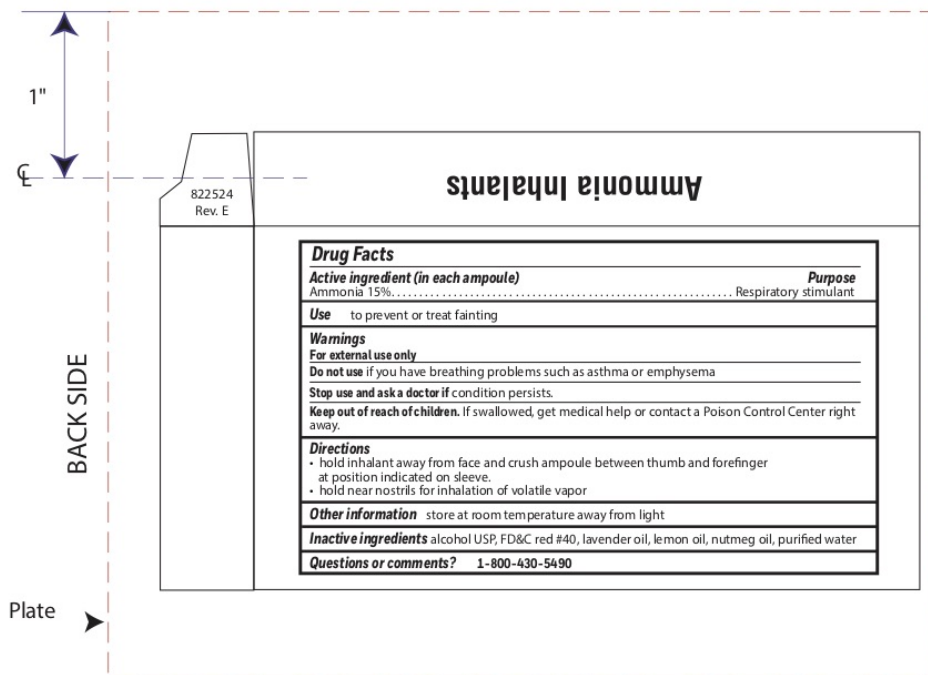 1"
CL
822524
Rev. E
Ammonia Inhalants
Drug Facts
Active ingredient (in each ampoule) Purpose
Ammonia 15%............................................................. Respiratory stimulant
Use to prevent or treat fainting
Warnings
For external use only
Do not use if you have breathing problems such as asthma or emphysema
Stop use and ask a doctor if condition persists.
Keep out of reach of children. If swallowed, get medical help or contact a Poison Control Center right
away.
Directions
• hold inhalant away from face and crush ampoule between thumb and forefinger
at position indicated on sleeve.
• hold near nostrils for inhalation of volatile vapor
Other information store at room temperature away from light
Inactive ingredients alcohol USP, FD&C red #40, lavender oil, lemon oil, nutmeg oil, purified water
Questions or comments? 1-800-430-5490
BACK SIDE
Plate